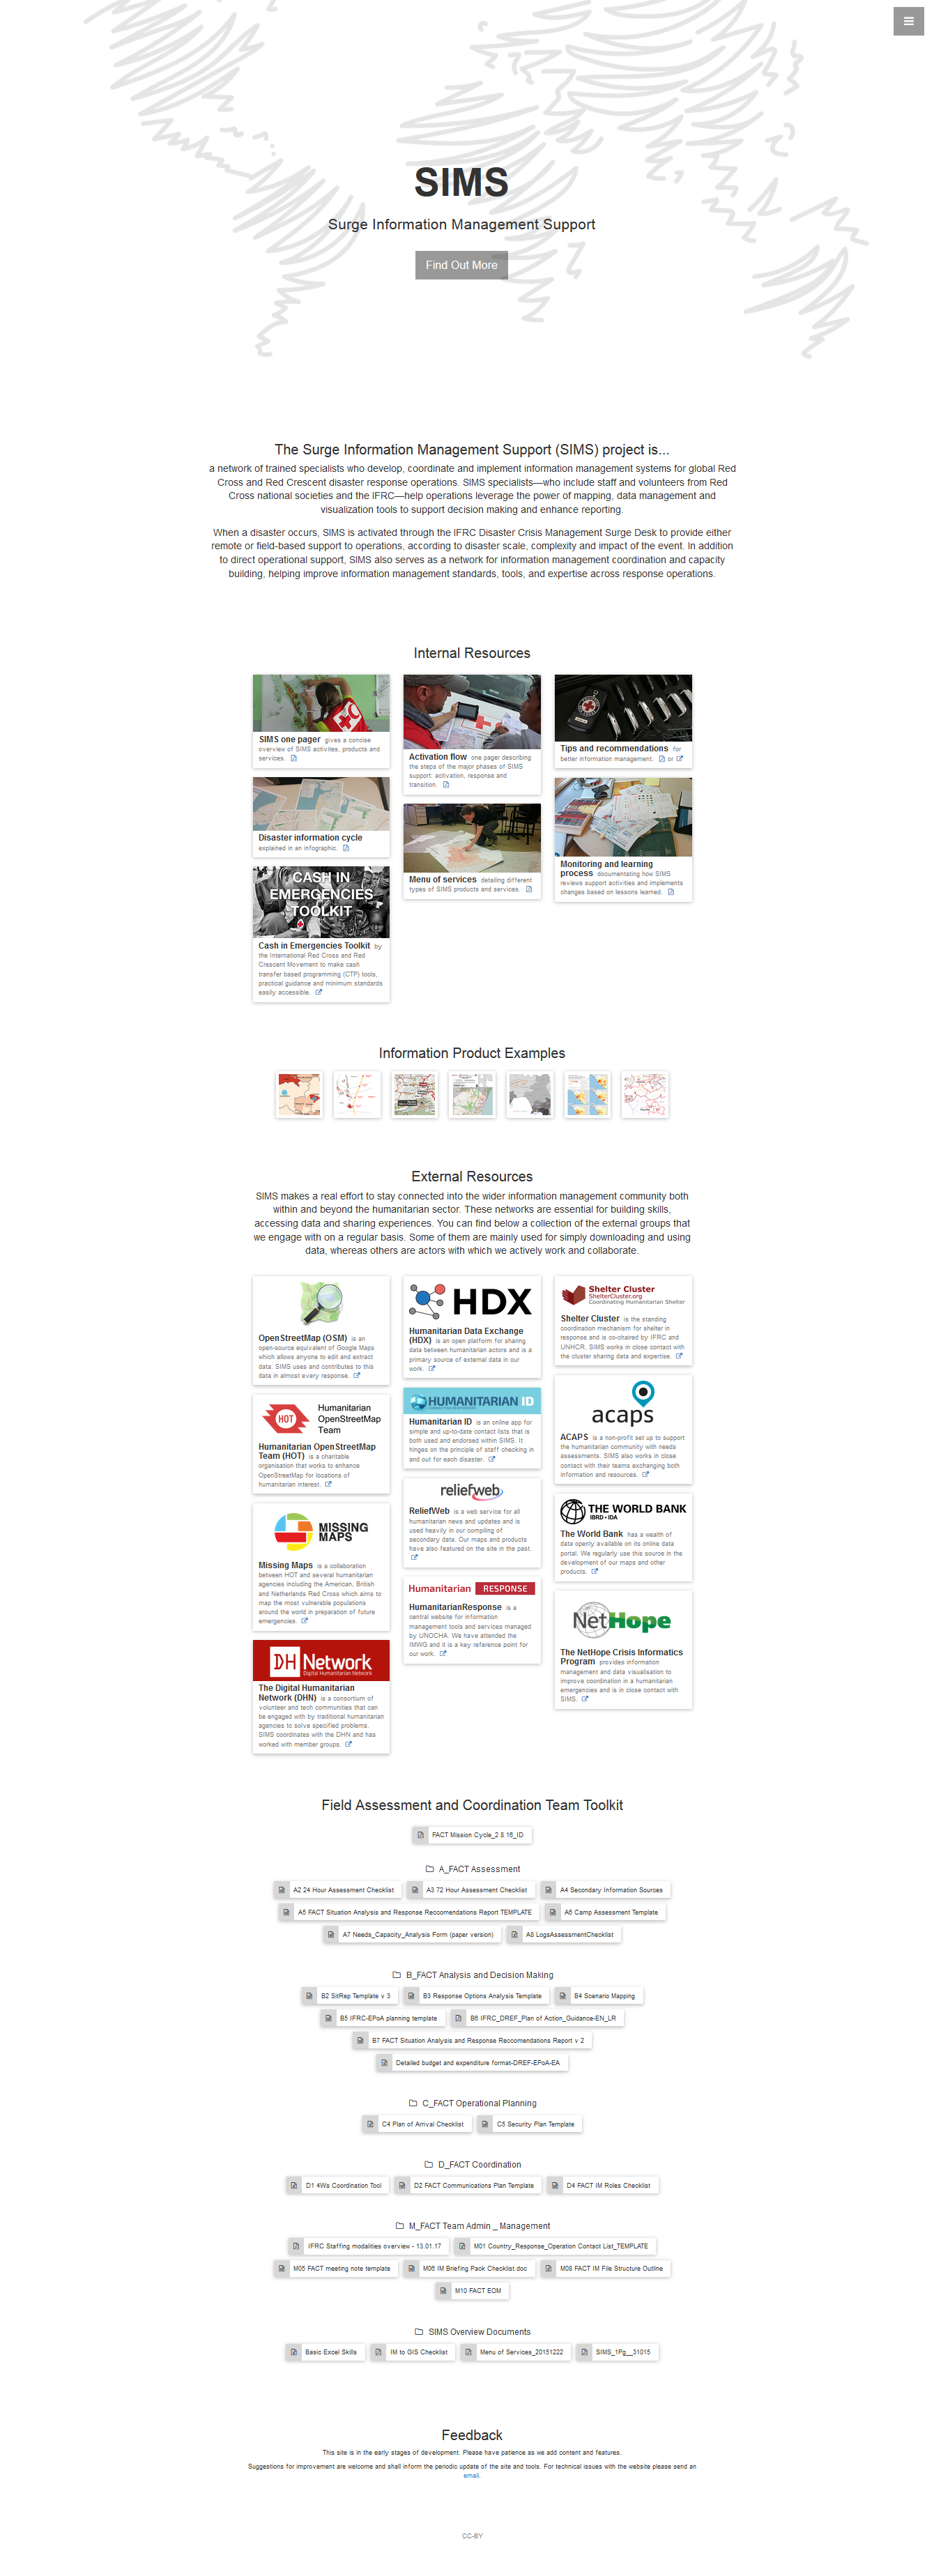 SIMS
Surge Information Management Support
Find Out More
The Surge Information Management Support (SIMS) project is...
a network of trained specialists who develop, coordinate and implement information management systems for global Red
Cross and Red Crescent disaster response operations. SIMS specialists—who include staff and volunteers from Red
Cross national societies and the IFRC—help operations leverage the power of mapping, data management and
visualization tools to support decision making and enhance reporting.
When a disaster occurs, SIMS is activated through the IFRC Disaster Crisis Management Surge Desk to provide either
remote or field-based support to operations, according to disaster scale, complexity and impact of the event. In addition
to direct operational support, SIMS also serves as a network for information management coordination and capacity
building, helping improve information management standards, tools, and expertise across response operations.
Internal Resources
SIMS one pager gives a concise
overview of SIMS activites, products and
services.
Disaster information cycle
explained in an infographic.
CASH IN
EMERGENCIES
TOOLKIT
Cash in Emergencies Toolkit by
the International Red Cross and Red
Crescent Movement to make cash
transfer based programming (CTP) tools,
practical guidance and minimum standards
easily accessible.
Activation flow one pager describing
the steps of the major phases of SIMS
support: activation, response and
transition.
Menu of services detailing different
types of SIMS products and services.
Tips and recommendations for
better information management. or
Monitoring and learning
process documentating how SIMS
reviews support activities and implements
changes based on lessons learned.
Information Product Examples
External Resources
SIMS makes a real effort to stay connected into the wider information management community both
within and beyond the humanitarian sector. These networks are essential for building skills,
accessing data and sharing experiences. You can find below a collection of the external groups that
we engage with on a regular basis. Some of them are mainly used for simply downloading and using
data, whereas others are actors with which we actively work and collaborate.
OpenStreetMap (OSM) is an
open-source equivalent of Google Maps
which allows anyone to edit and extract
data. SIMS uses and contributes to this
data in almost every response.
HOT
Humanitarian
OpenStreetMap
Team
Humanitarian OpenStreetMap
Team (HOT) is a charitable
organisation that works to enhance
OpenStreetMap for locations of
humanitarian interest.
MISSING
MAPS
Missing Maps is a collaboration
between HOT and several humanitarian
agencies including the American, British
and Netherlands Red Cross which aims to
map the most vulnerable populations
around the world in preparation of future
emergencies.
DH Network
Digital Humanitarian Network
The Digital Humanitarian
Network (DHN) is a consortium of
volunteer and tech communities that can
be engaged with by traditional humanitarian
agencies to solve specified problems.
SIMS coordinates with the DHN and has
worked with member groups.
HDX
Humanitarian Data Exchange
(HDX) is an open platform for sharing
data between humanitarian actors and is a
primary source of external data in our
work.
HUMANITARIAN ID
Humanitarian ID is an online app for
simple and up-to-date contact lists that is
both used and endorsed within SIMS. It
hinges on the principle of staff checking in
and out for each disaster.
reliefweb
ReliefWeb is a web service for all
humanitarian news and updates and is
used heavily in our compiling of
secondary data. Our maps and products
have also featured on the site in the past.
Humanitarian RESPONSE
HumanitarianResponse is a
central website for information
management tools and services managed
by UNOCHA. We have attended the
IMWG and it is a key reference point for
our work.
Shelter Cluster
ShelterCluster.org
Coordinating Humanitarian Shelter
Shelter Cluster is the standing
coordination mechanism for shelter in
response and is co-chaired by IFRC and
UNHCR. SIMS works in close contact with
the cluster sharing data and expertise.
acaps
ACAPS is a non-profit set up to support
the humanitarian community with needs
assessments. SIMS also works in close
contact with their teams exchanging both
information and resources.
THE WORLD BANK
IBRD • IDA
The World Bank has a wealth of
data openly available on its online data
portal. We regularly use this source in the
development of our maps and other
products.
NetHope
The NetHope Crisis Informatics
Program provides information
management and data visualisation to
improve coordination in a humanitarian
emergencies and is in close contact with
SIMS.
Field Assessment and Coordination Team Toolkit
FACT Mission Cycle_2 8 16_ID
A_FACT Assessment
A2 24 Hour Assessment Checklist
A3 72 Hour Assessment Checklist
A4 Secondary Information Sources
A5 FACT Situation Analysis and Response Reccomendations Report TEMPLATE
A6 Camp Assessment Template
A7 Needs_Capacity_Analysis Form (paper version)
A8 LogsAssessmentChecklist
B_FACT Analysis and Decision Making
B2 SitRep Template v 3
B3 Response Options Analysis Template
B4 Scenario Mapping
B5 IFRC-EPoA planning template
B6 IFRC_DREF_Plan of Action_Guidance-EN_LR
B7 FACT Situation Analysis and Response Reccomendations Report v 2
Detailed budget and expenditure format-DREF-EPoA-EA
C_FACT Operational Planning
C4 Plan of Arrival Checklist
C5 Security Plan Template
D_FACT Coordination
D1 4Ws Coordination Tool
D2 FACT Communications Plan Template
D4 FACT IM Roles Checklist
M_FACT Team Admin _ Management
IFRC Staffing modalities overview - 13.01.17
M01 Country_Response_Operation Contact List_TEMPLATE
M05 FACT meeting note template
M06 IM Briefing Pack Checklist.doc
M08 FACT IM File Structure Outline
M10 FACT EOM
SIMS Overview Documents
Basic Excel Skills
IM to GIS Checklist
Menu of Services_20151222
SIMS_1Pg__31015
Feedback
This site is in the early stages of development. Please have patience as we add content and features.
Suggestions for improvement are welcome and shall inform the periodic update of the site and tools. For technical issues with the website please send an
email.
CC-BY